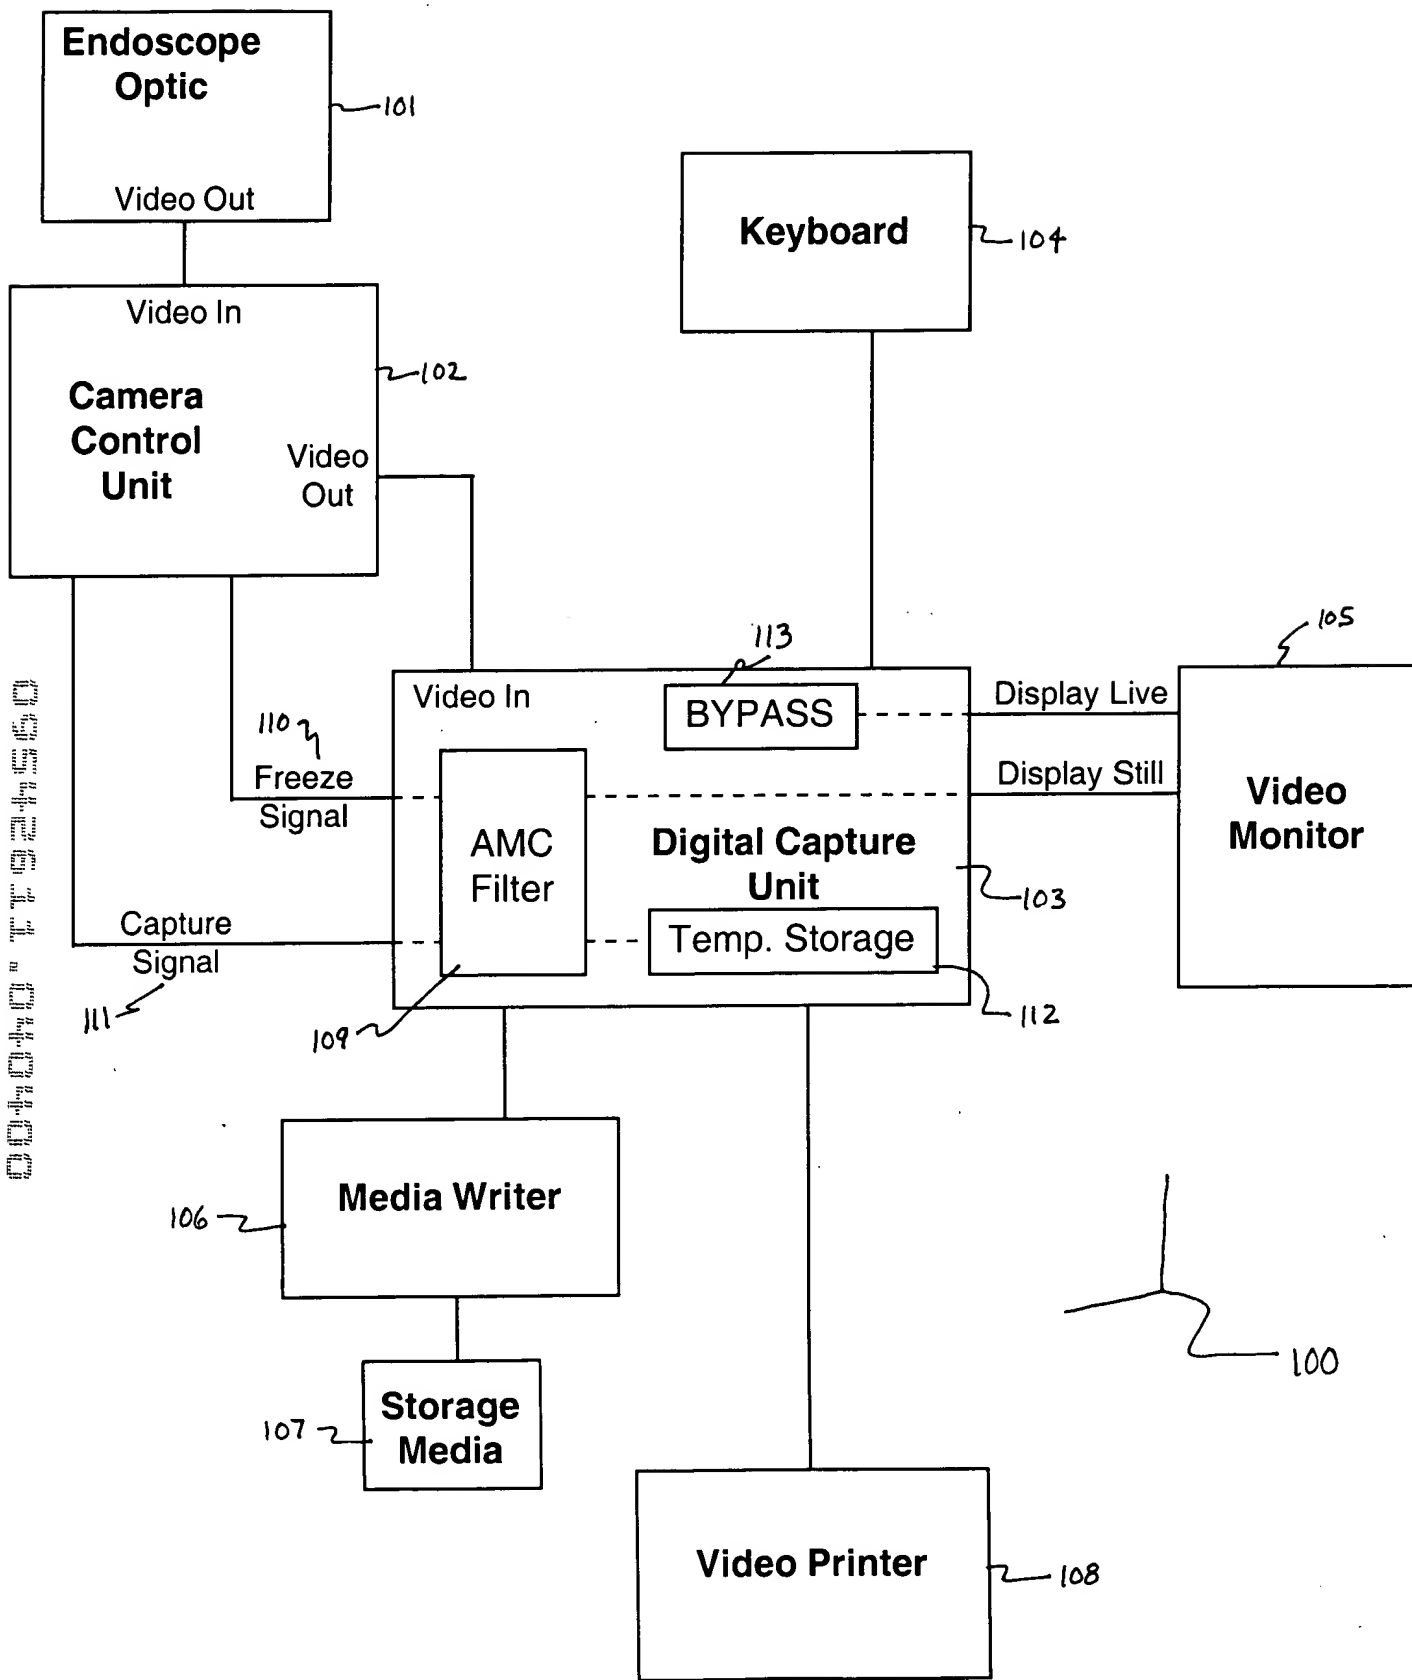 Endoscope
Optic
101
Video Out
Keyboard
104
Video In
Camera
Control
Unit
102
Video
Out
113
105
Video In
BYPASS
Display Live
110
Freeze
Signal
Display Still
Video
Monitor
AMC
Filter
Digital Capture
Unit
103
Capture
Signal
Temp. Storage
111
109
112
09542611.040400
Media Writer
106
100
Storage
Media
107
Video Printer
108